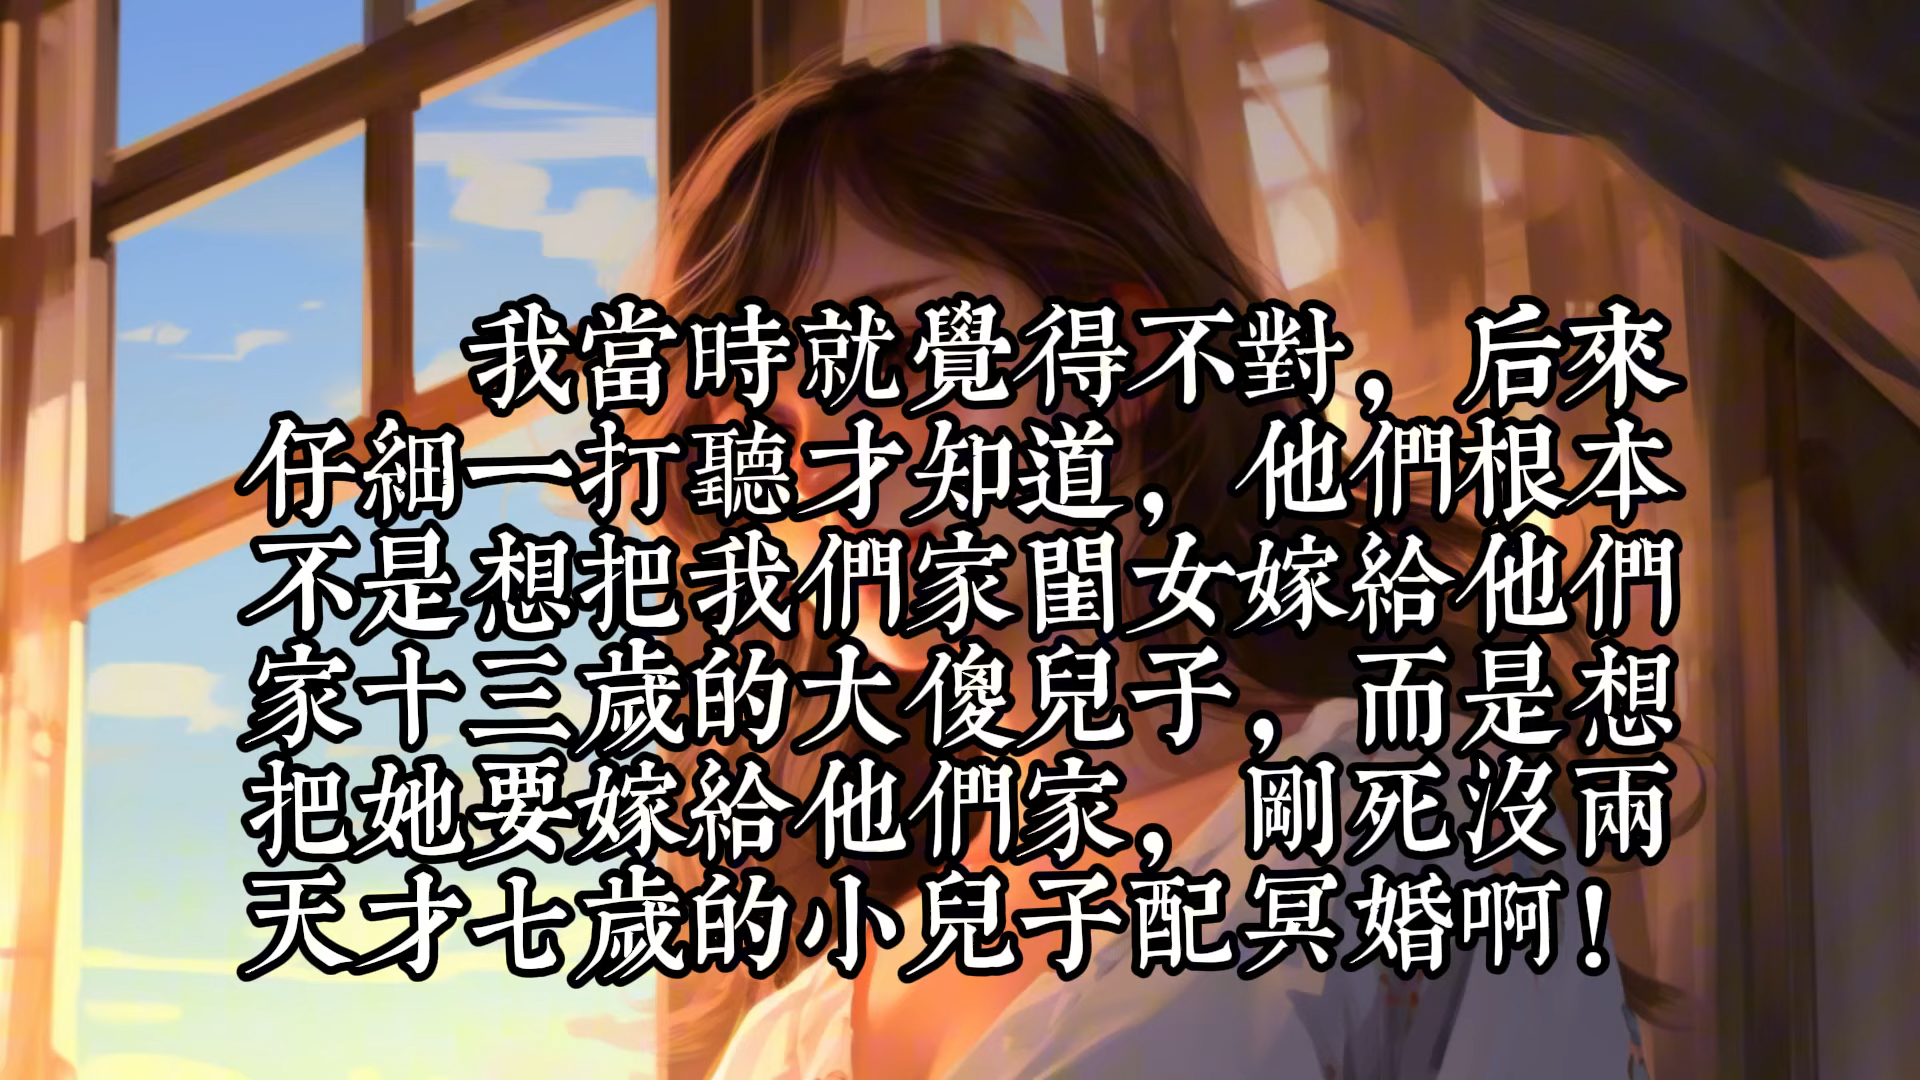 我當時就覺得不對，后來
仔細一打聽才知道，他們根本
不是想把我們家閨女嫁給他們
家十三歲的大傻兒子，而是想
把她要嫁給他們家，剛死沒兩
天才七歲的小兒子配冥婚啊！